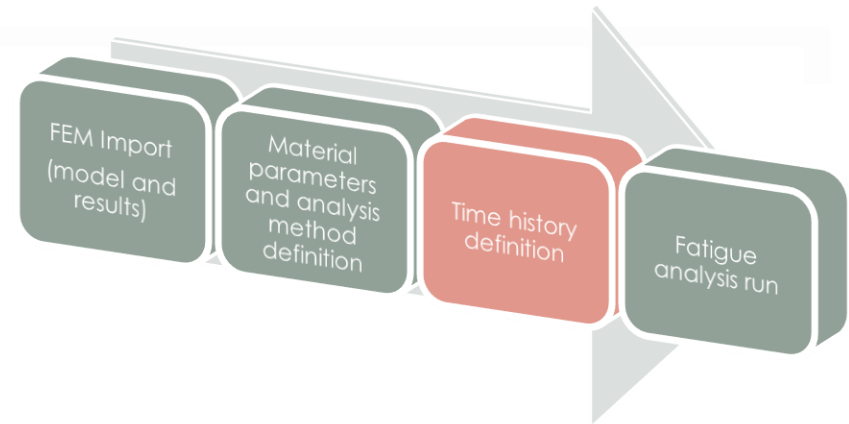 FEM Import
(model and
results)
Material
parameters
and analysis
method
definition
Time history
definition
Fatigue
analysis run